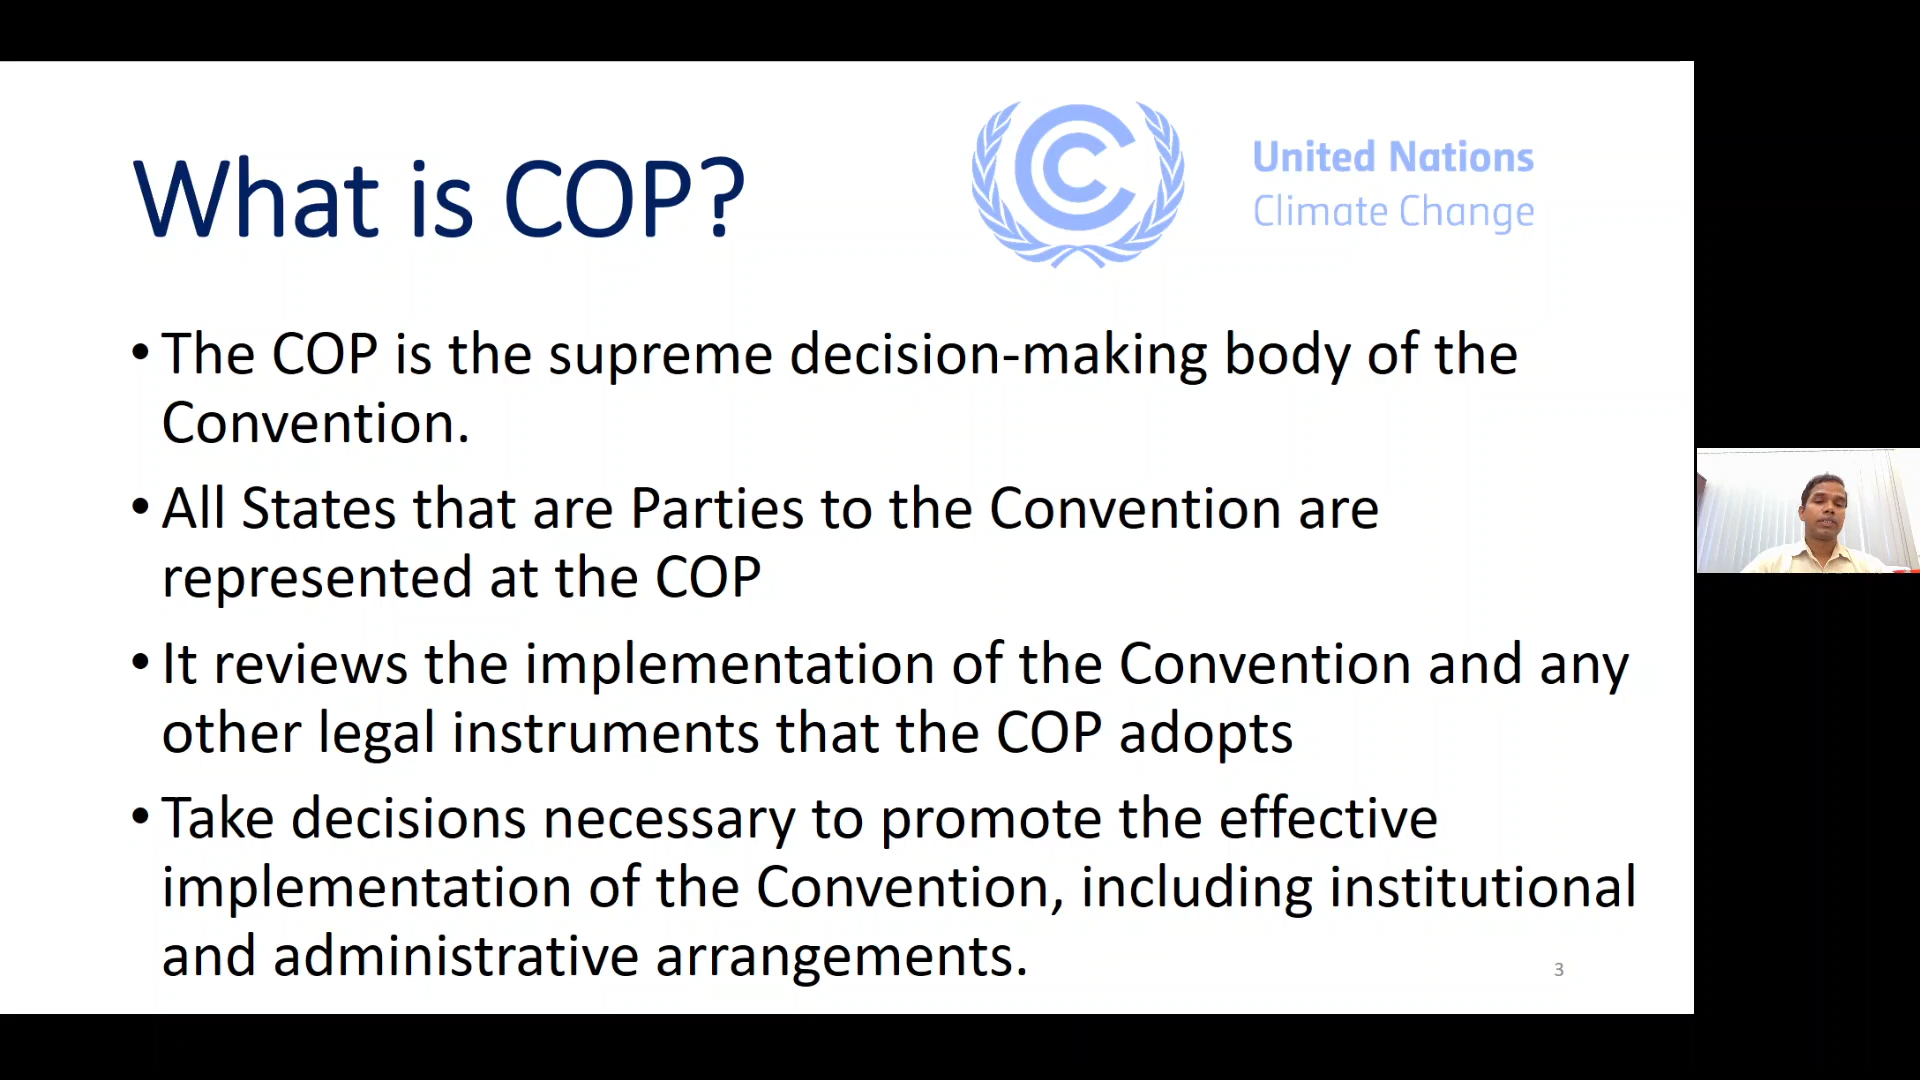 What is COP?
United Nations
Climate Change
• The COP is the supreme decision-making body of the
Convention.
• All States that are Parties to the Convention are
represented at the COP
• It reviews the implementation of the Convention and any
other legal instruments that the COP adopts
• Take decisions necessary to promote the effective
implementation of the Convention, including institutional
and administrative arrangements.
3